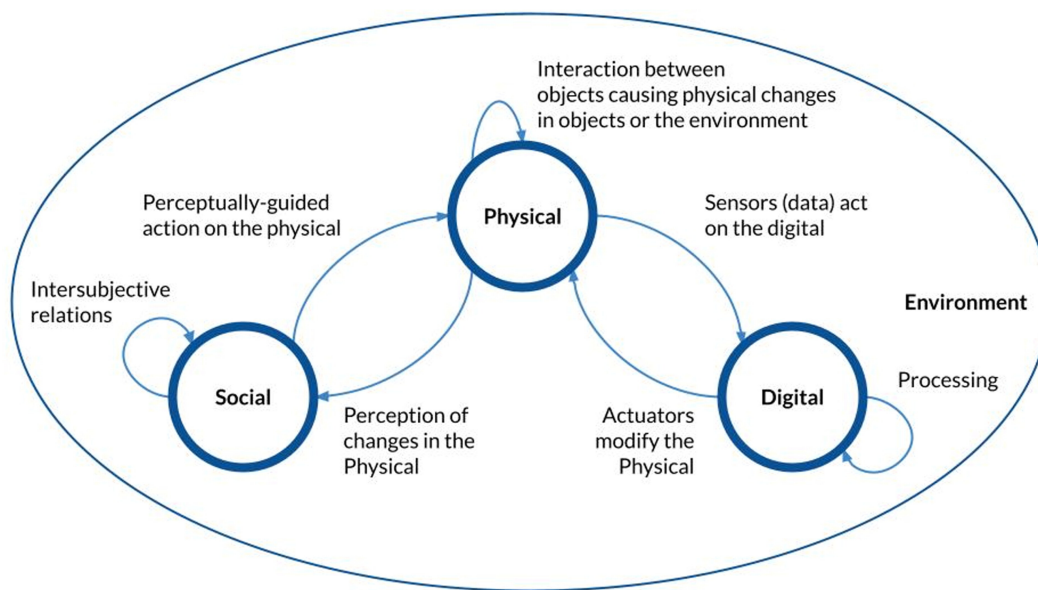 Interaction between
objects causing physical changes
in objects or the environment
Perceptually-guided
action on the physical
Physical
Sensors (data) act
on the digital
Intersubjective
relations
Environment
Social
Digital
Processing
Perception of
changes in the
Physical
Actuators
modify the
Physical